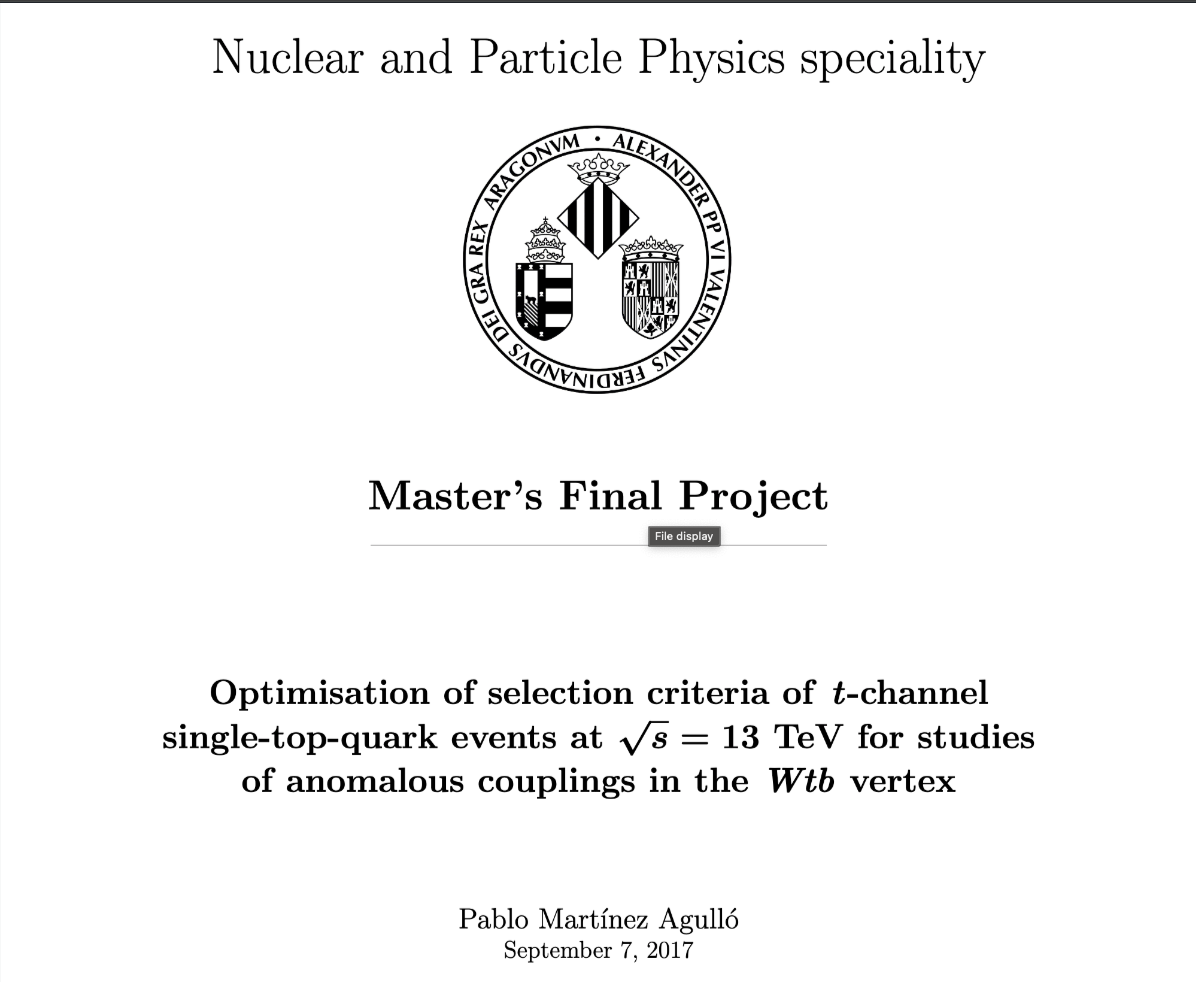 Nuclear and Particle Physics speciality
ALEXANDER PP VI VALENTINVS FERDINANDVS DEI GRA REX ARAGONVM ·
Master's Final Project
File display
Optimisation of selection criteria of t-channel
single-top-quark events at √s = 13 TeV for studies
of anomalous couplings in the Wtb vertex
Pablo Martínez Agulló
September 7, 2017